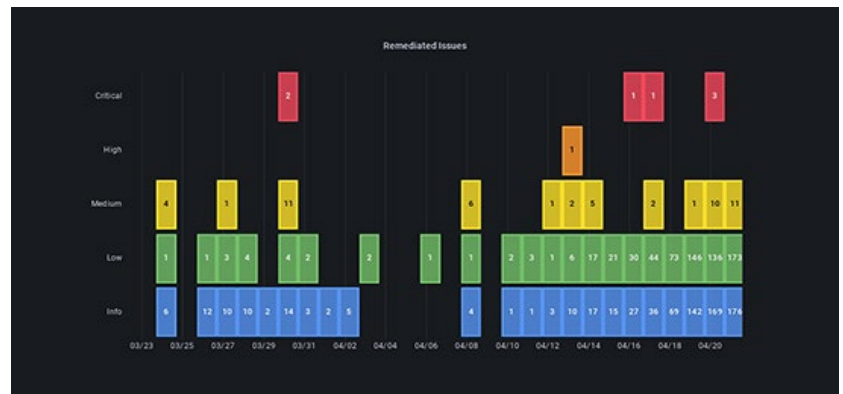 Remediated Issues
Critical 2 1 1 3
High 1
Medium 4 1 11 6 1 2 5 2 1 10 11
Low 1 1 3 4 4 2 2 1 1 2 3 1 6 17 21 30 44 73 146 136 173
Info 6 12 10 10 2 14 3 2 5 4 1 1 3 10 17 15 27 36 69 142 169 176
03/23 03/25 03/27 03/29 03/31 04/02 04/04 04/06 04/08 04/10 04/12 04/14 04/16 04/18 04/20